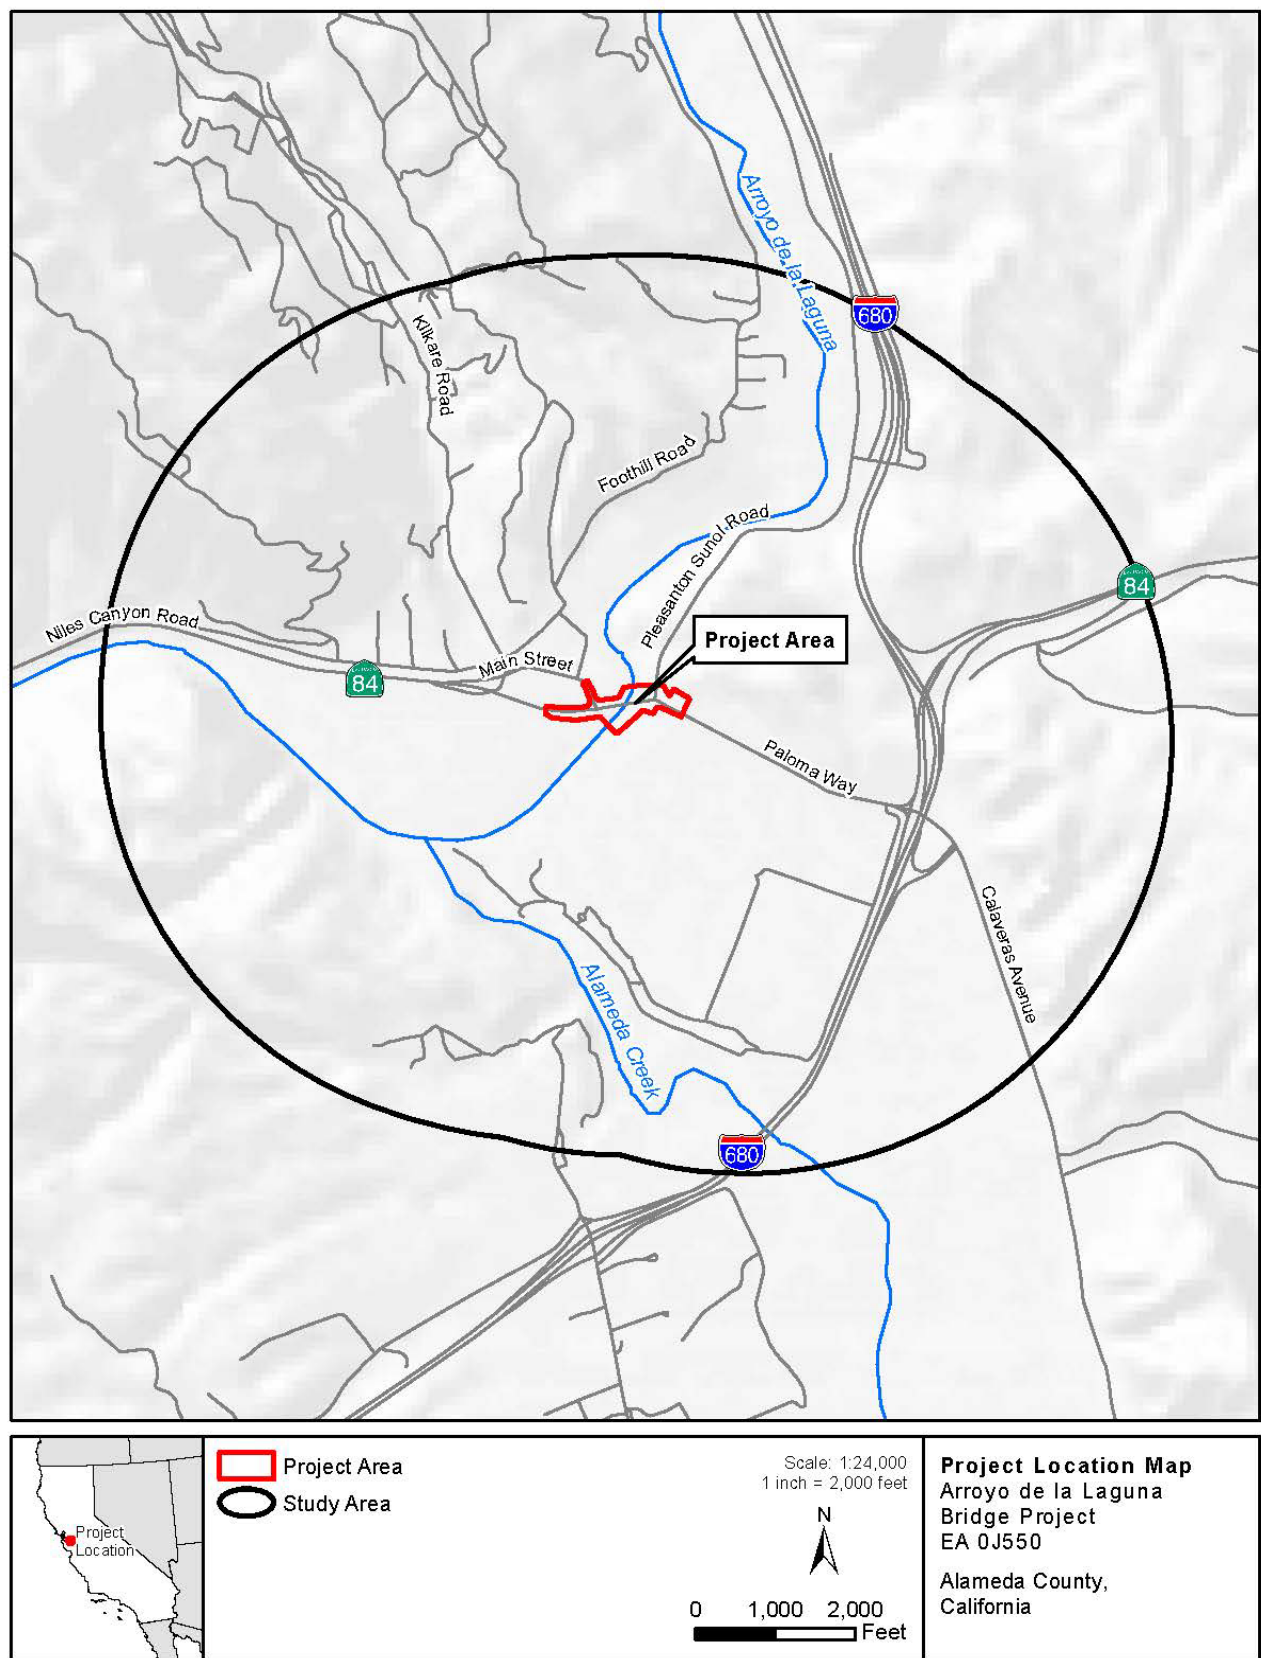 Arroyo de la Laguna
680
Kilkare Road
Foothill Road
Pleasanton Sunol Road
84
Niles Canyon Road
Project Area
Main Street
84
Paloma Way
Calaveras Avenue
Alameda Creek
680
Project
Location
Project Area
Study Area
Scale: 1:24,000
1 inch = 2,000 feet
N
0 1,000 2,000
Feet
Project Location Map
Arroyo de la Laguna
Bridge Project
EA 0J550
Alameda County,
California